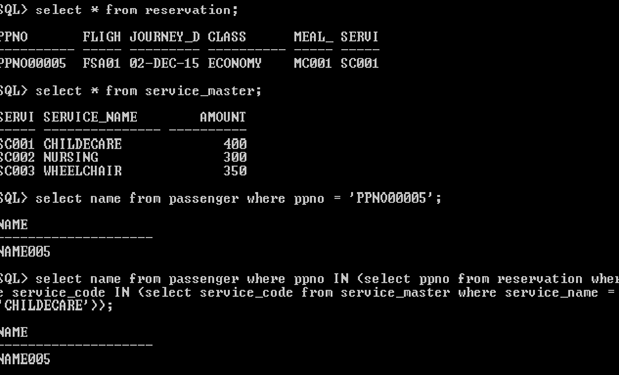 SQL> select * from reservation;
PPNO FLIGH JOURNEY_D CLASS MEAL_ SERVI
---------- ----- --------- ---------- ----- -----
PPNO00005 FSA01 02-DEC-15 ECONOMY MC001 SC001
SQL> select * from service_master;
SERVI SERVICE_NAME AMOUNT
----- --------------- ----------
SC001 CHILDECARE 400
SC002 NURSING 300
SC003 WHEELCHAIR 350
SQL> select name from passenger where ppno = 'PPNO00005';
NAME
--------------------
NAME005
SQL> select name from passenger where ppno IN (select ppno from reservation wher
e service_code IN (select service_code from service_master where service_name =
'CHILDECARE'));
NAME
--------------------
NAME005